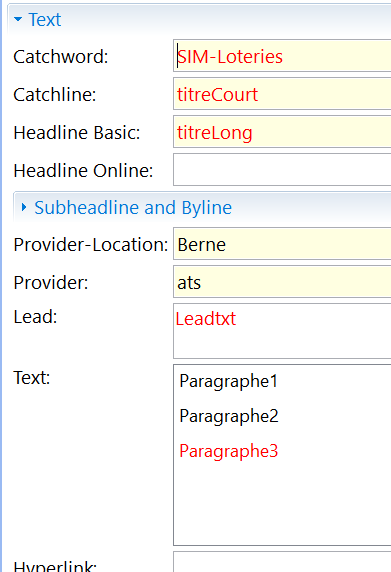 Text
Catchword: SIM-Loteries
Catchline: titreCourt
Headline Basic: titreLong
Headline Online:
Subheadline and Byline
Provider-Location: Berne
Provider: ats
Lead: Leadtxt
Text: Paragraphe1
Paragraphe2
Paragraphe3
Hyperlink: